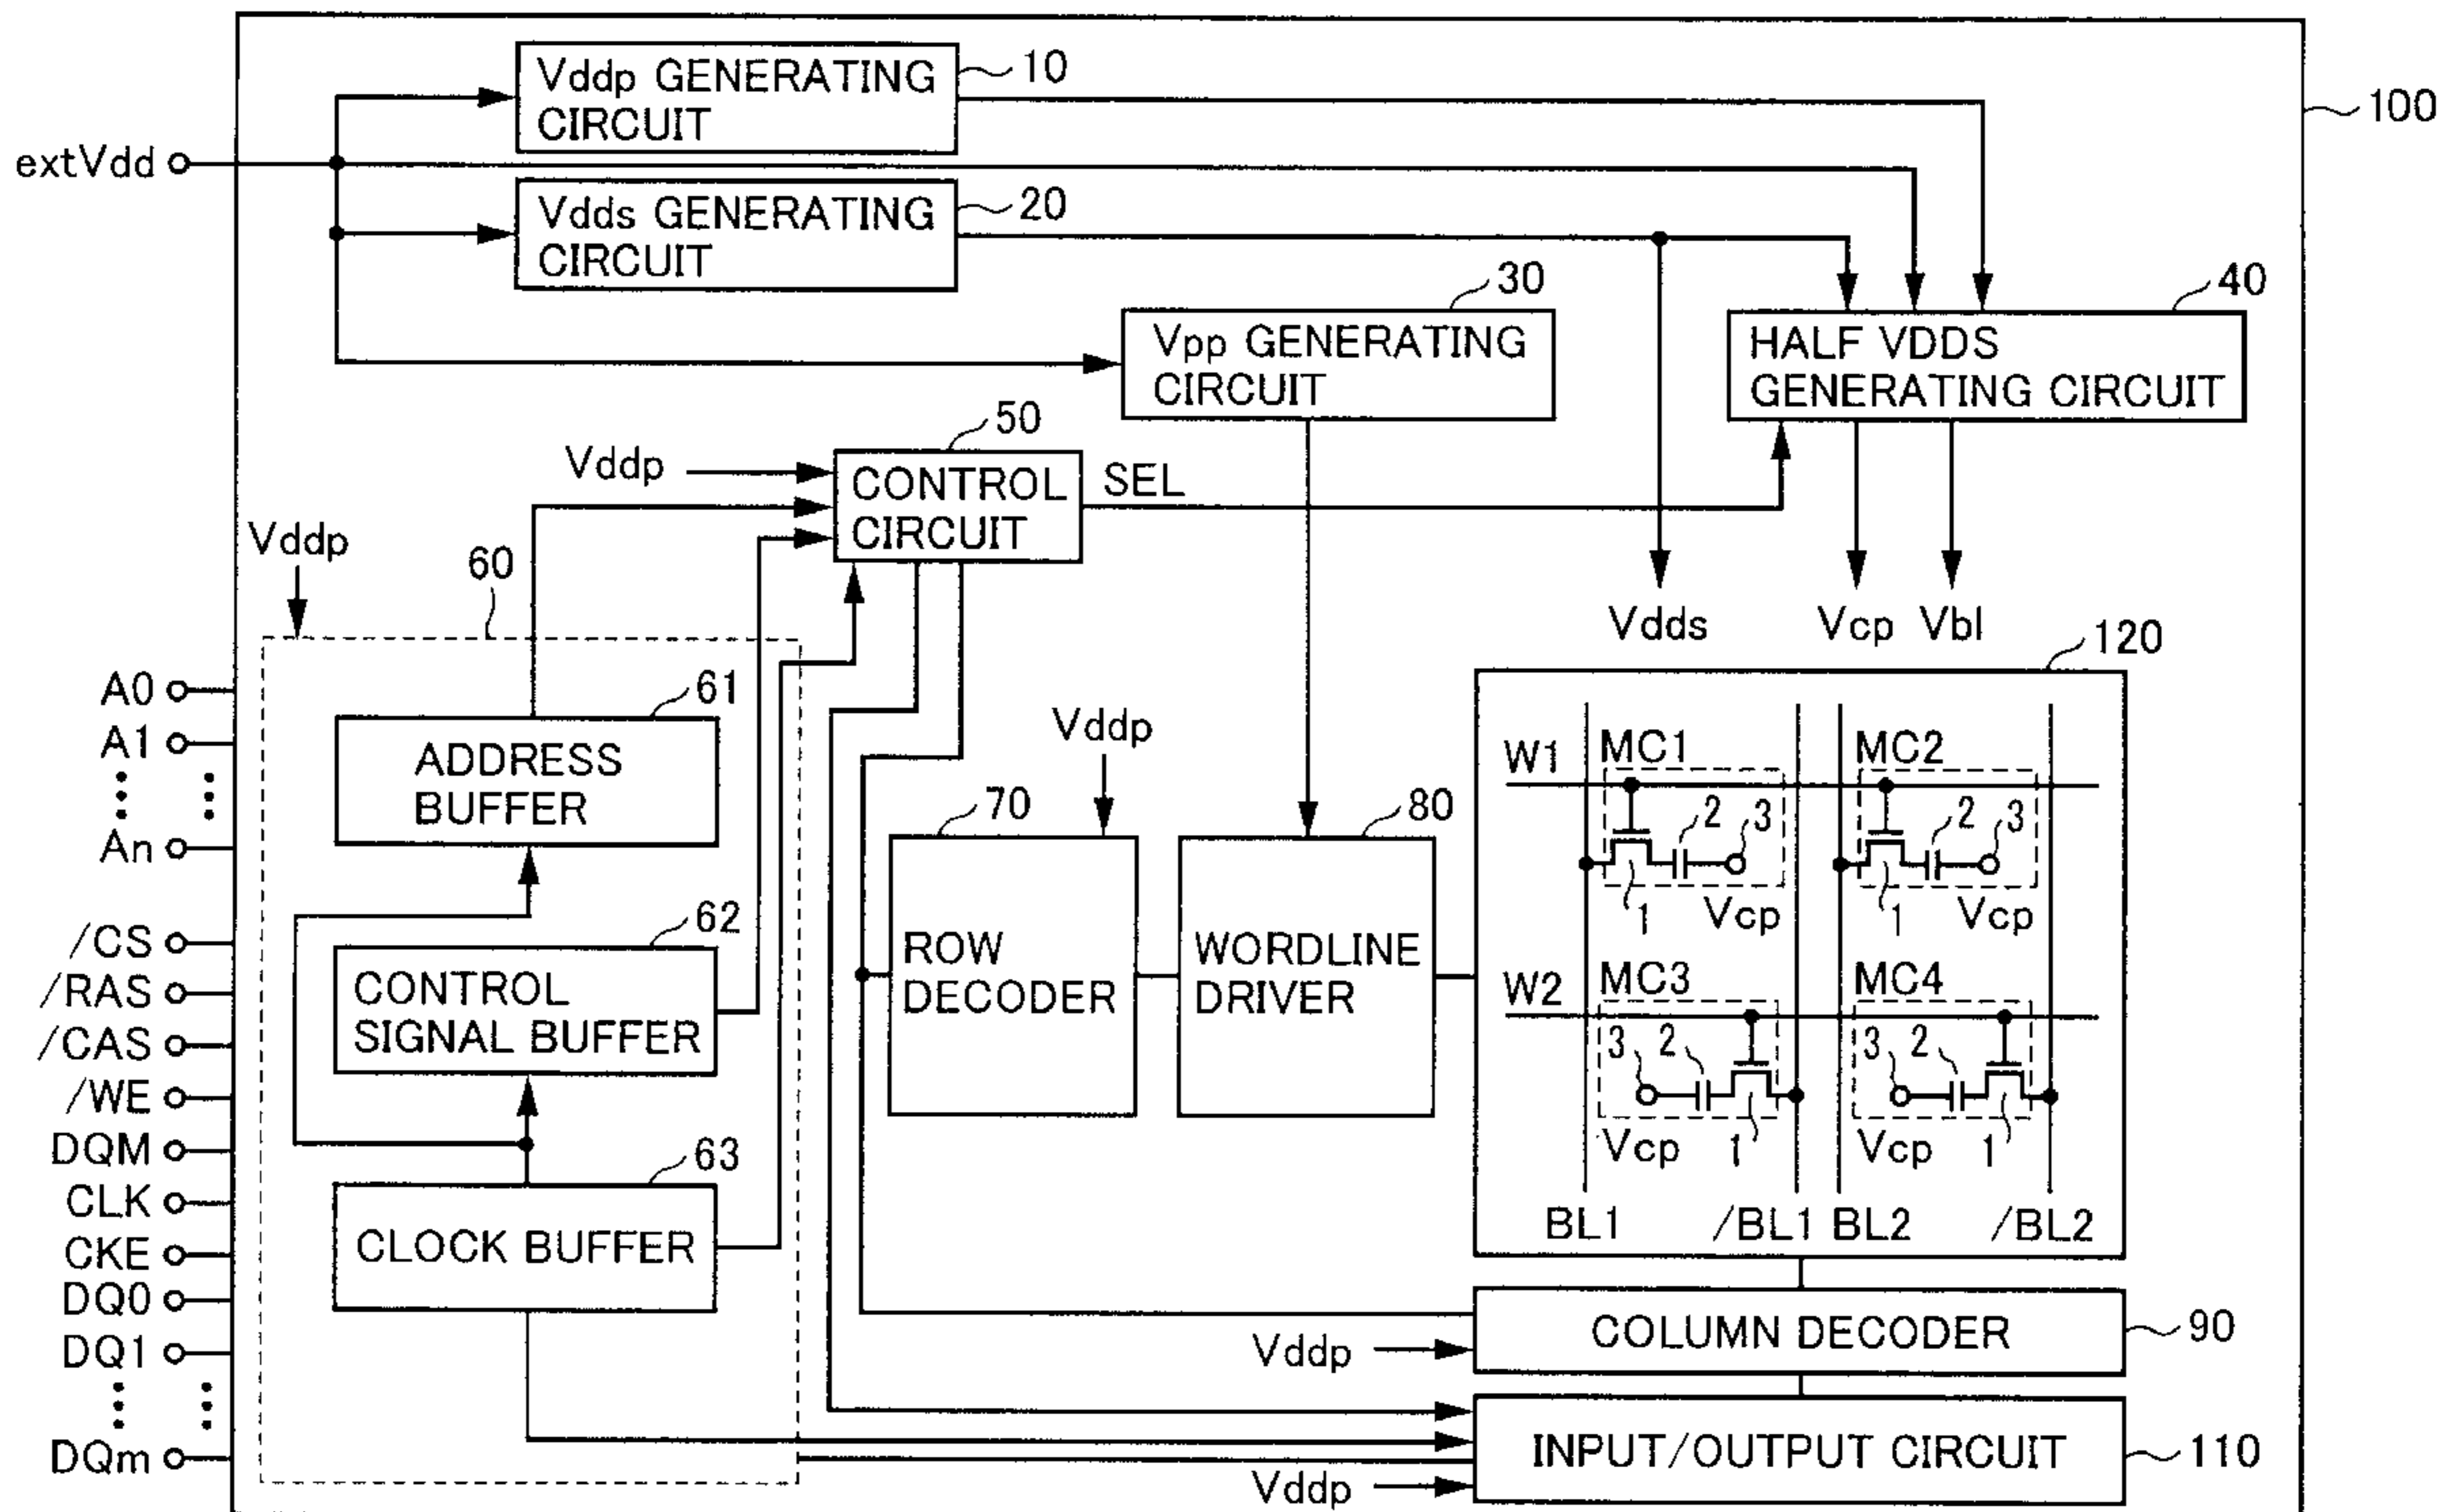 Vddp GENERATING
CIRCUIT
10
100
extVdd
Vdds GENERATING
CIRCUIT
20
30
40
Vpp GENERATING
CIRCUIT
HALF VDDS
GENERATING CIRCUIT
50
Vddp
CONTROL
CIRCUIT
SEL
Vddp
60
Vdds
Vcp
Vbl
120
A0
A1
An
61
ADDRESS
BUFFER
Vddp
70
80
W1
MC1
MC2
2
3
2
3
1
Vcp
1
Vcp
/CS
/RAS
/CAS
/WE
DQM
CLK
CKE
DQ0
DQ1
DQm
62
CONTROL
SIGNAL BUFFER
ROW
DECODER
WORDLINE
DRIVER
W2
MC3
MC4
3
2
3
2
Vcp
1
Vcp
1
63
CLOCK BUFFER
BL1
/BL1
BL2
/BL2
COLUMN DECODER
90
Vddp
INPUT/OUTPUT CIRCUIT
110
Vddp